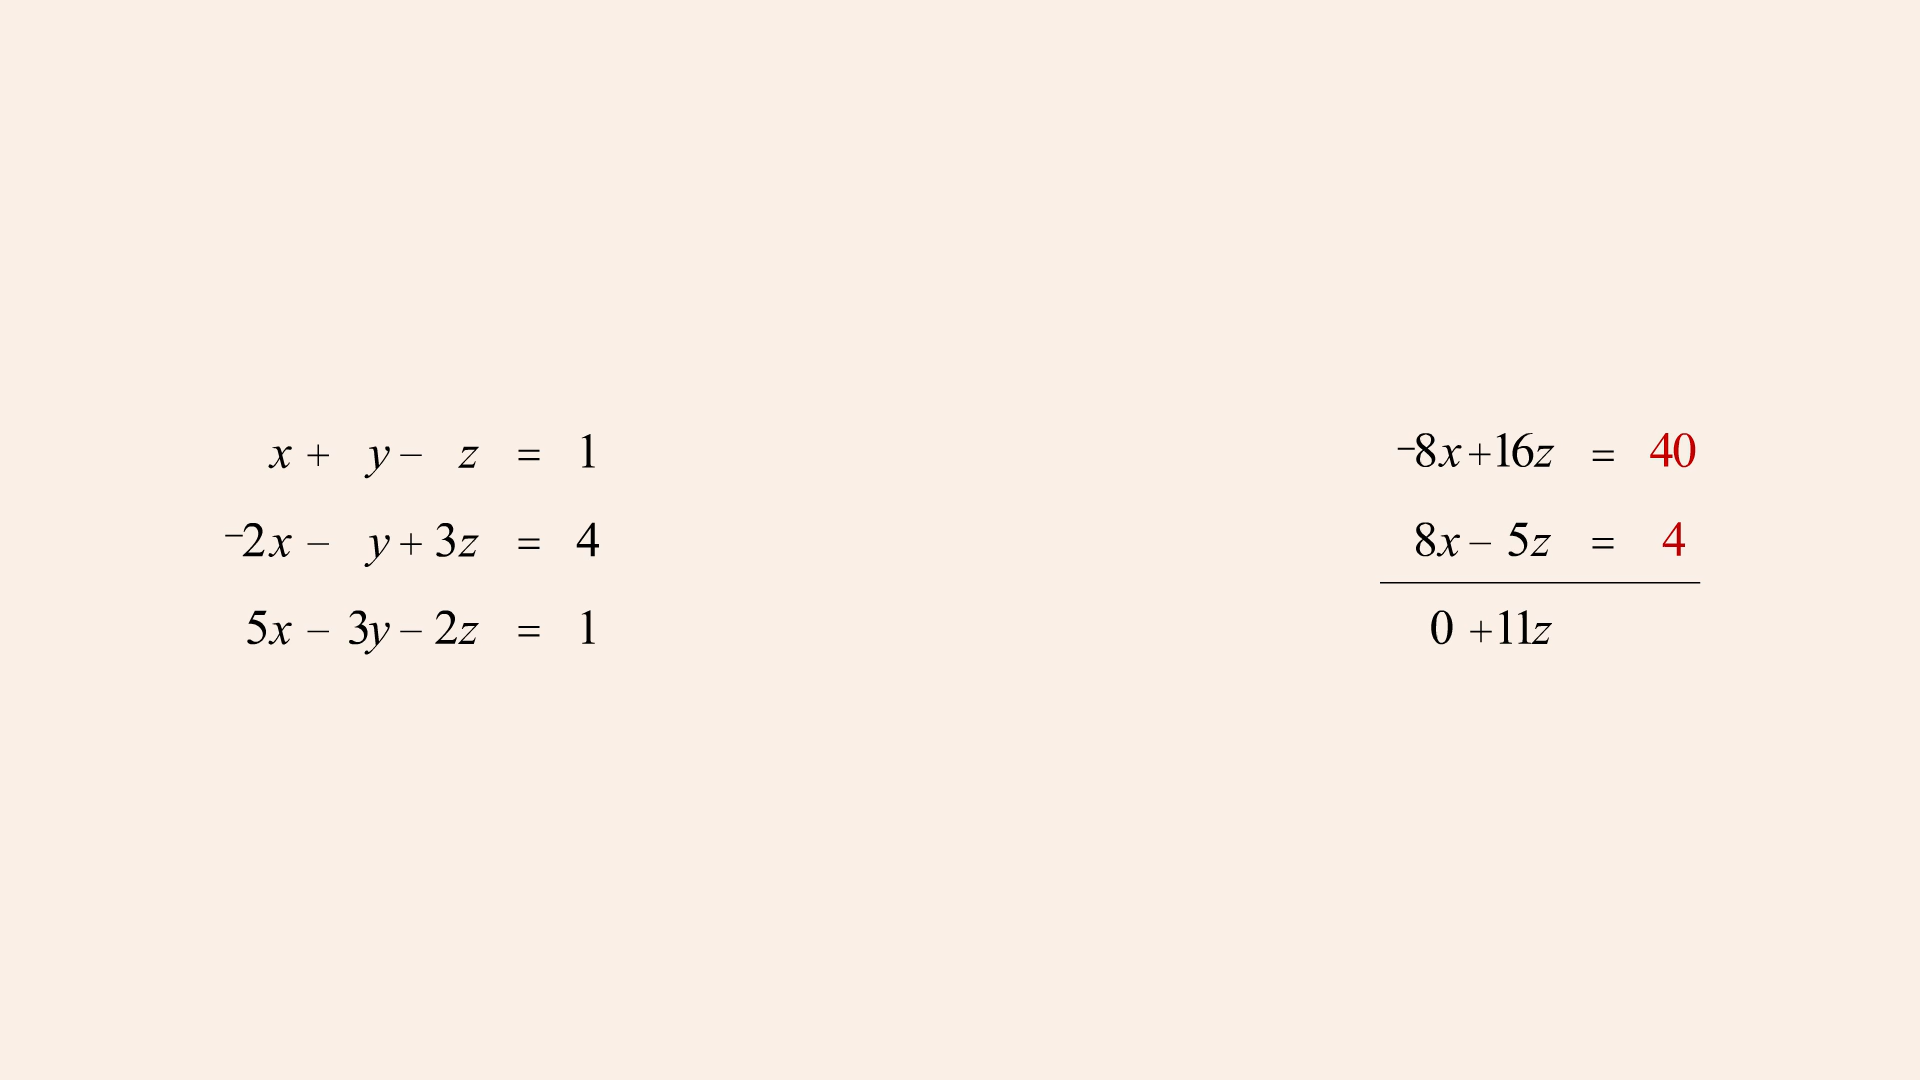 x + y − z = 1
−2x − y + 3z = 4
5x − 3y − 2z = 1
−8x + 16z = 40
8x − 5z = 4
0 + 11z